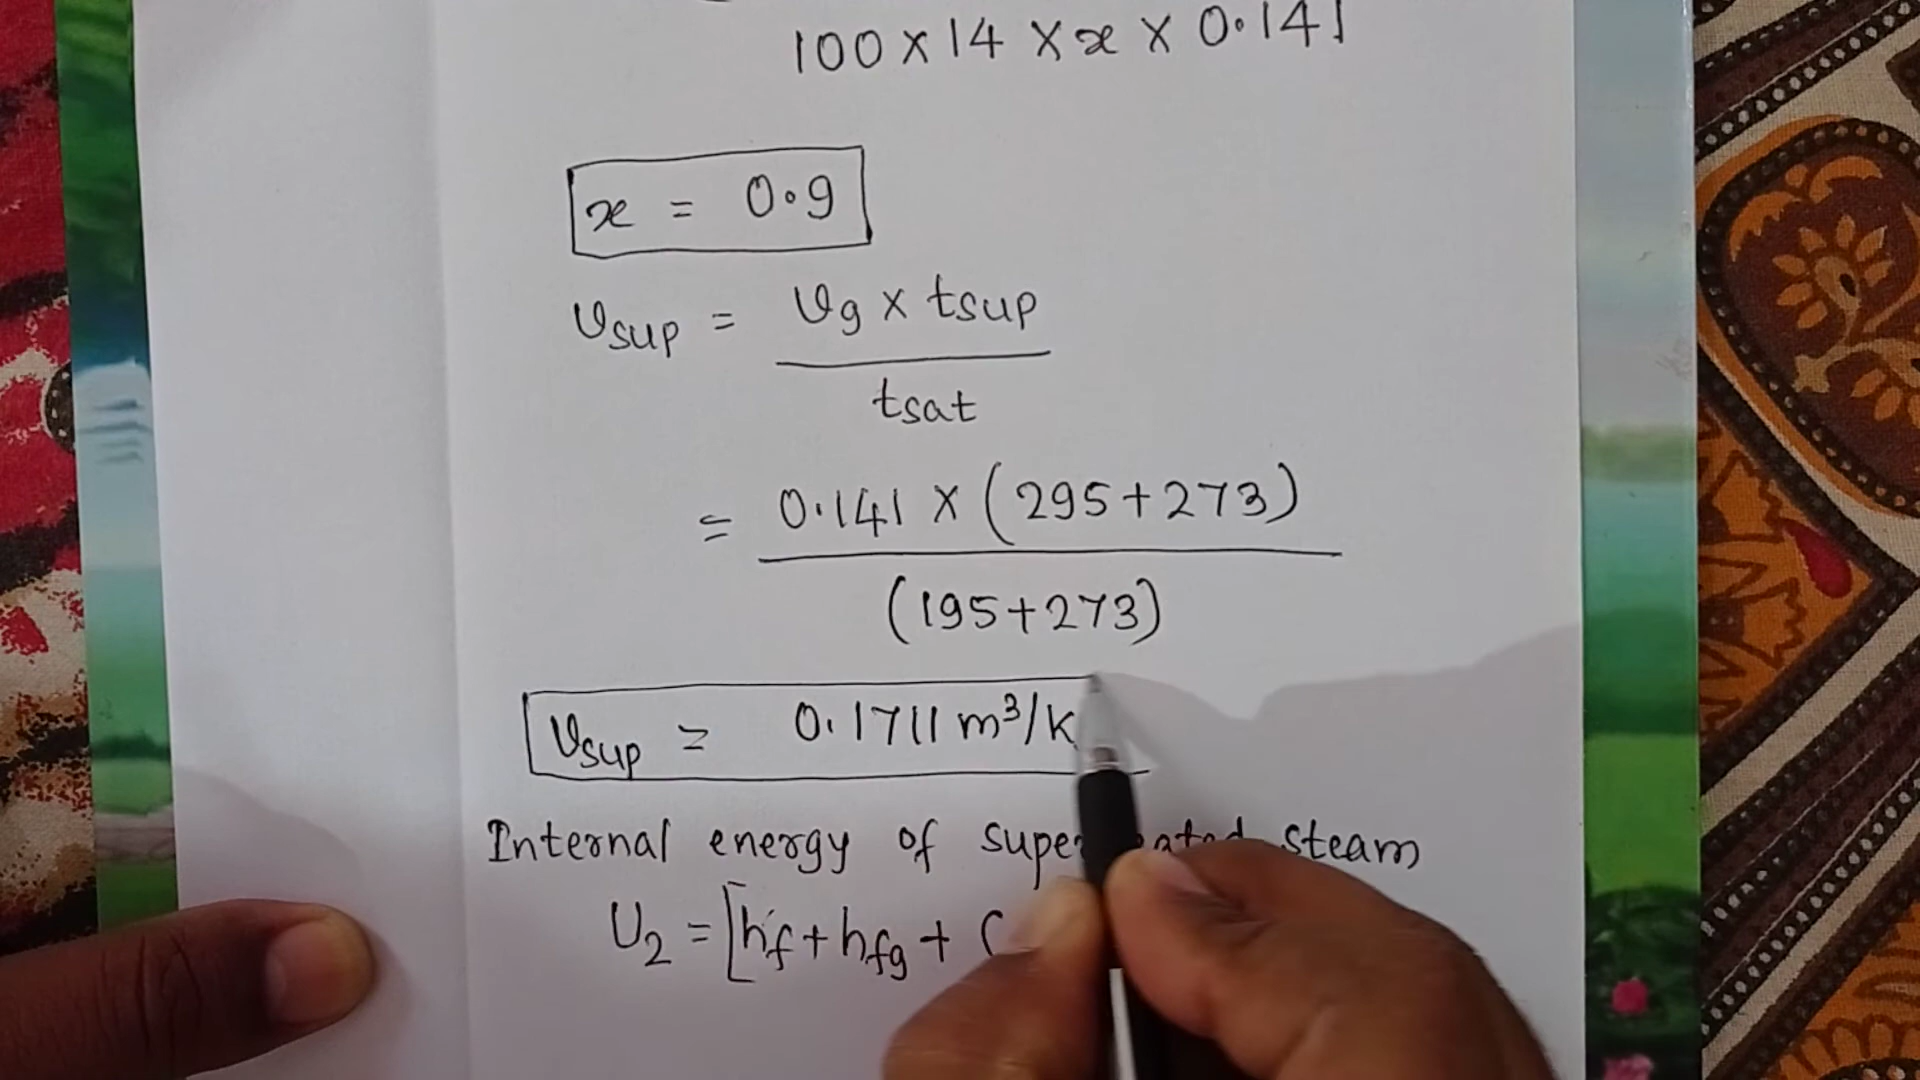 100 × 14 × x × 0.141
x = 0.9
vsup = vg × tsup
tsat
= 0.141 × (295+273)
(195+273)
vsup = 0.1711 m³/k
Internal energy of steam
U₂ = [hf + hfg + C